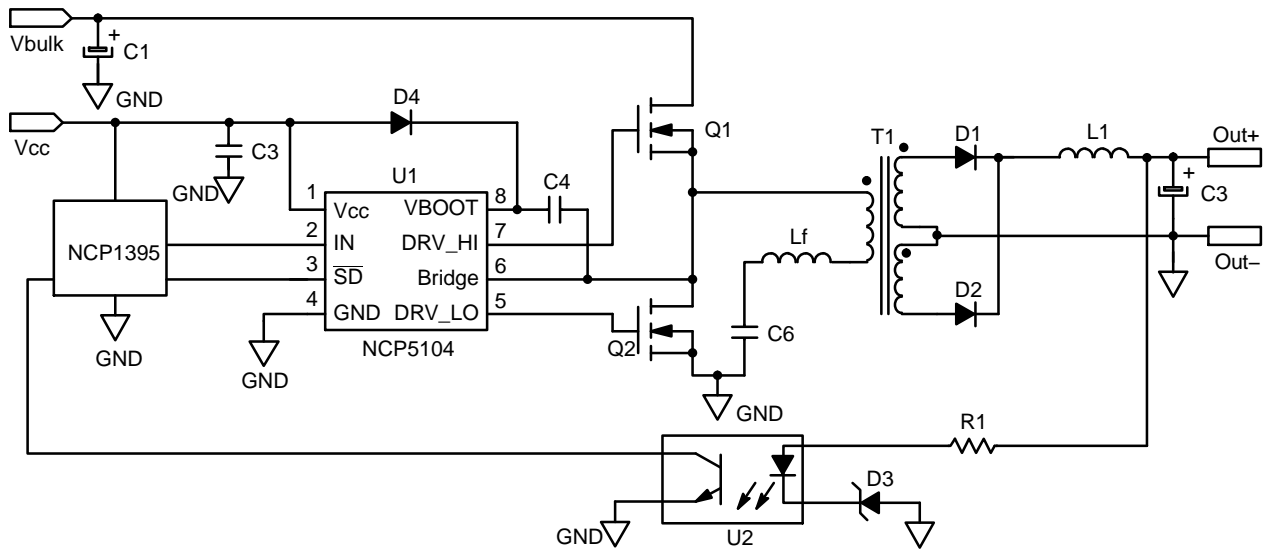 Vbulk
+
C1
GND
Vcc
C3
GND
D4
U1
C4
Q1
T1
D1
L1
Out+
+
C3
Out−
D2
NCP1395
GND
1
Vcc
VBOOT
8
2
IN
DRV_HI
7
3
SD
Bridge
6
4
GND
DRV_LO
5
GND
NCP5104
Q2
Lf
C6
GND
R1
D3
GND
U2